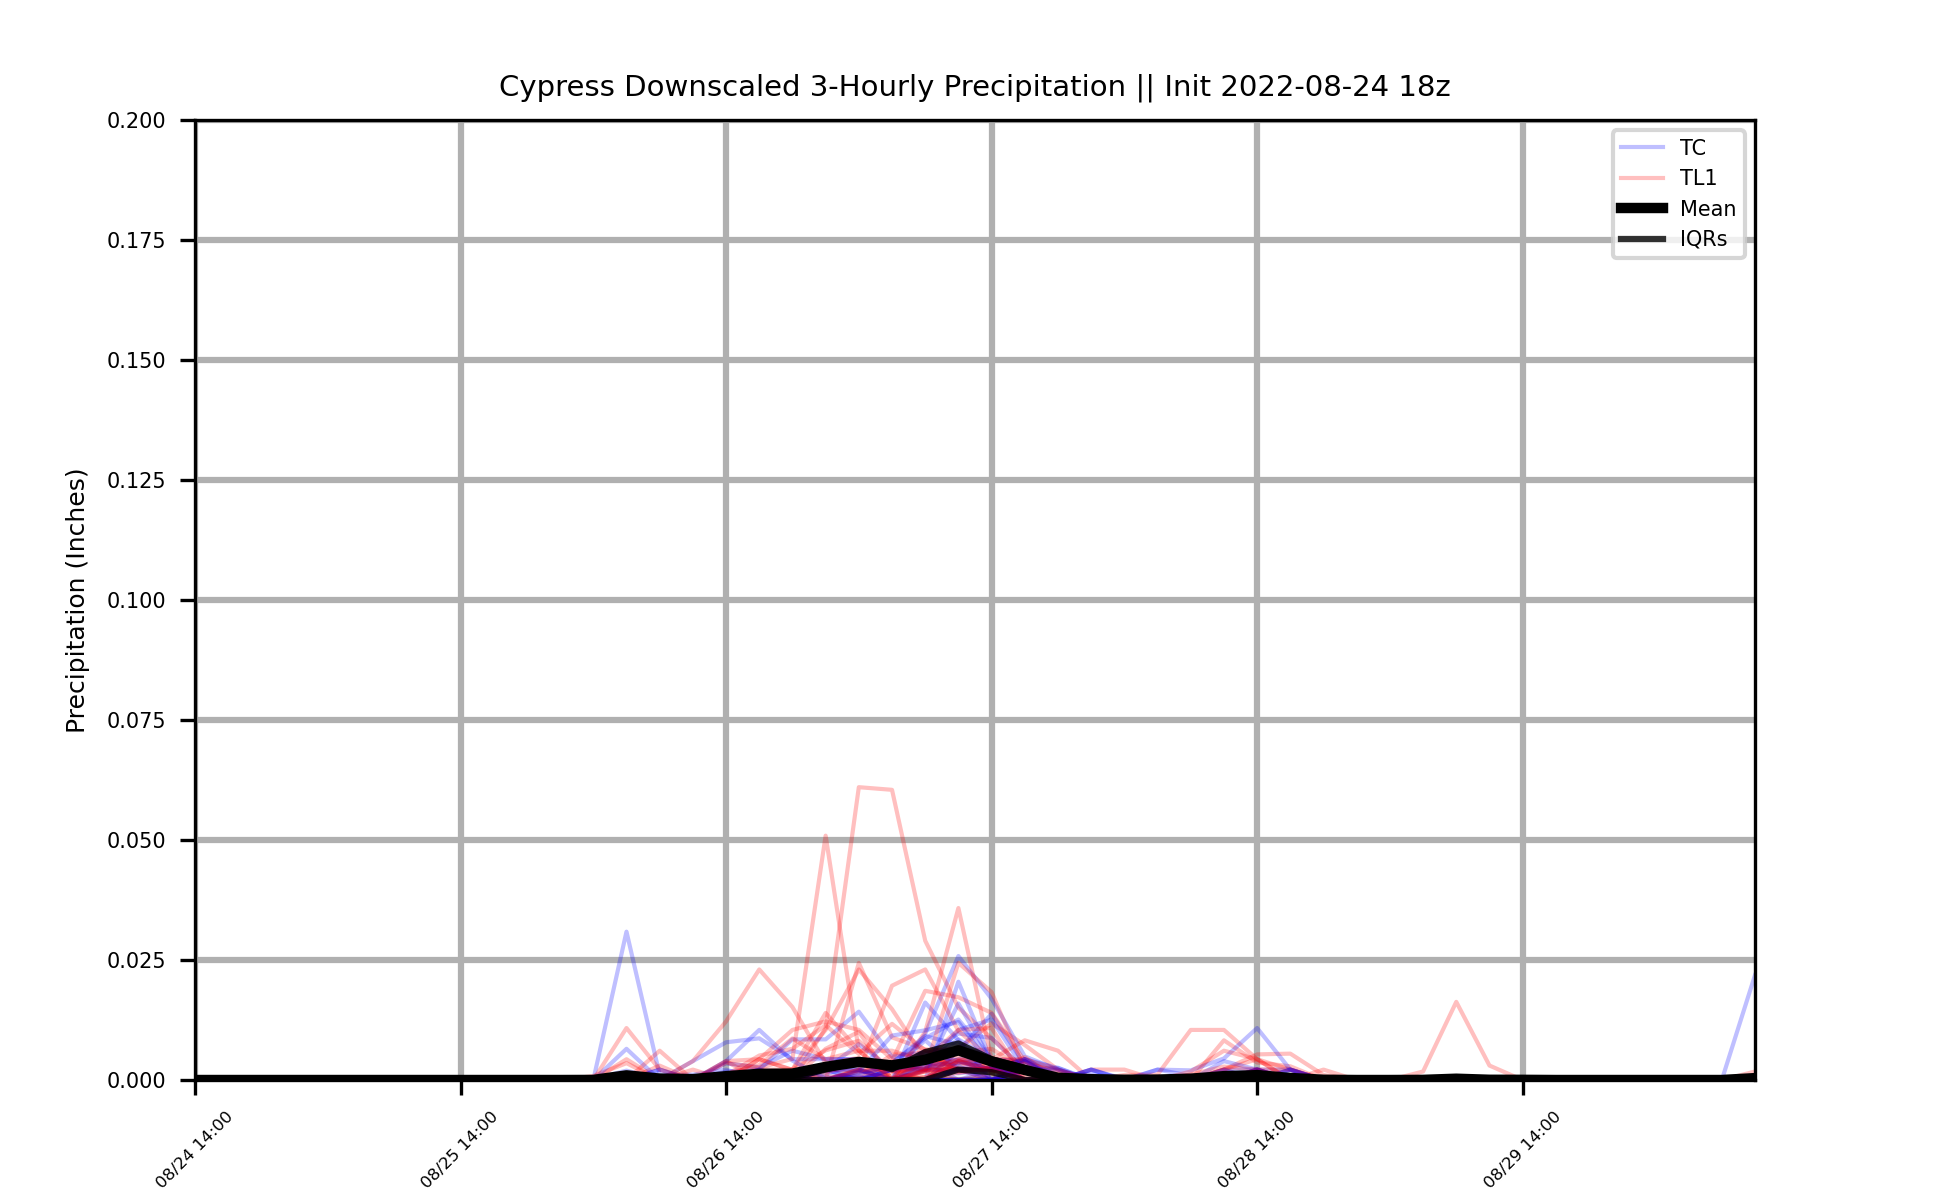 Cypress Downscaled 3-Hourly Precipitation || Init 2022-08-24 18z
0.200
0.175
0.150
0.125
0.100
0.075
0.050
0.025
0.000
Precipitation (Inches)
TC
TL1
Mean
IQRs
08/24 14:00
08/25 14:00
08/26 14:00
08/27 14:00
08/28 14:00
08/29 14:00